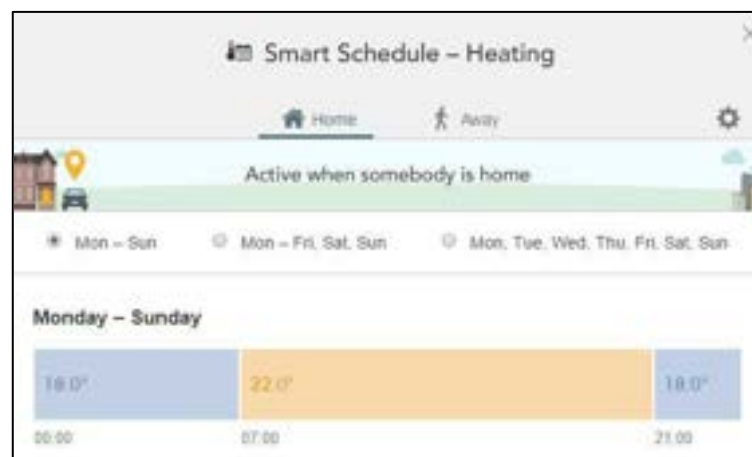 Smart Schedule – Heating
Home Away
Active when somebody is home
Mon – Sun Mon – Fri, Sat, Sun Mon, Tue, Wed, Thu, Fri, Sat, Sun
Monday – Sunday
18.0° 22.0° 18.0°
00:00 07:00 21:00